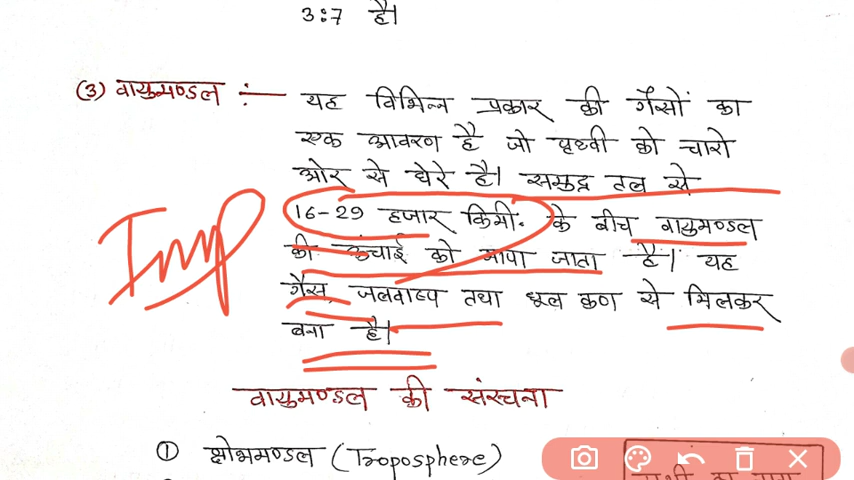 3:7 है।
(3) वायुमण्डल :— यह विभिन्न प्रकार की गैसों का
एक आवरण है जो पृथ्वी को चारो
ओर से घेरे है। समुद्र तल से
16-29 हजार किमी. के बीच वायुमण्डल
की ऊंचाई को मापा जाता है। यह
गैस, जलवाष्प तथा धूल कण से मिलकर
बना है।
Imp
वायुमण्डल की संरचना
① क्षोभमण्डल (Troposphere)